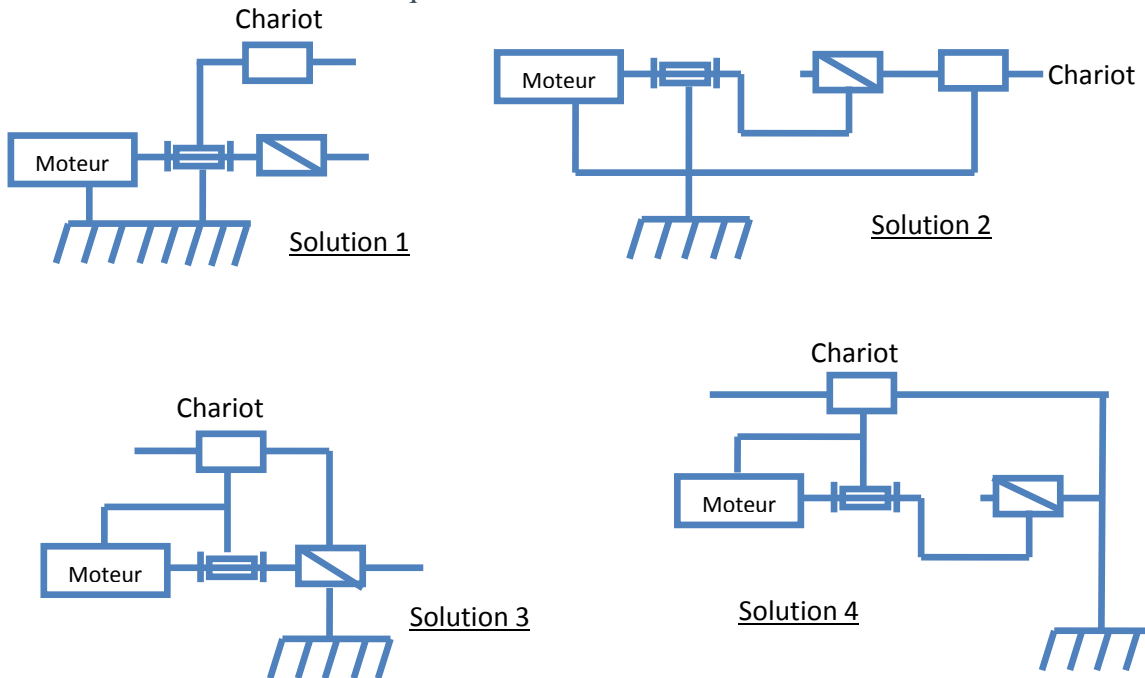 Chariot
Moteur
Solution 1
Moteur
Chariot
Solution 2
Chariot
Moteur
Solution 3
Chariot
Moteur
Solution 4